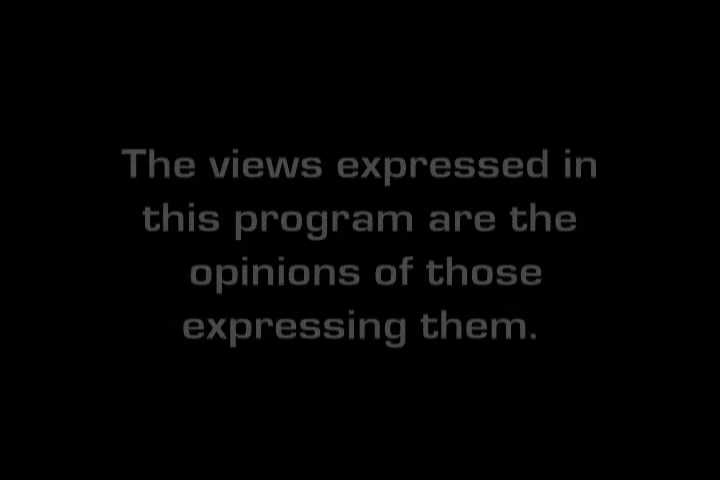 The views expressed in
this program are the
opinions of those
expressing them.